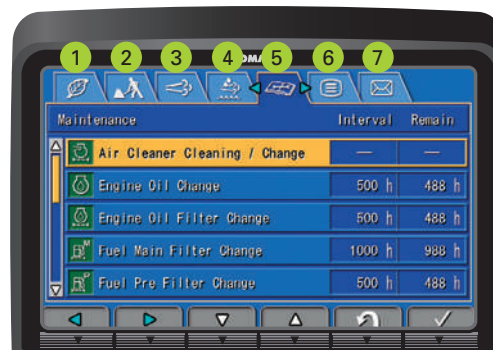 1 2 3 4 5 6 7
OMA
Maintenance Interval Remain
Air Cleaner Cleaning / Change — —
Engine Oil Change 500 h 488 h
Engine Oil Filter Change 500 h 488 h
Fuel Main Filter Change 1000 h 988 h
Fuel Pre Filter Change 500 h 488 h